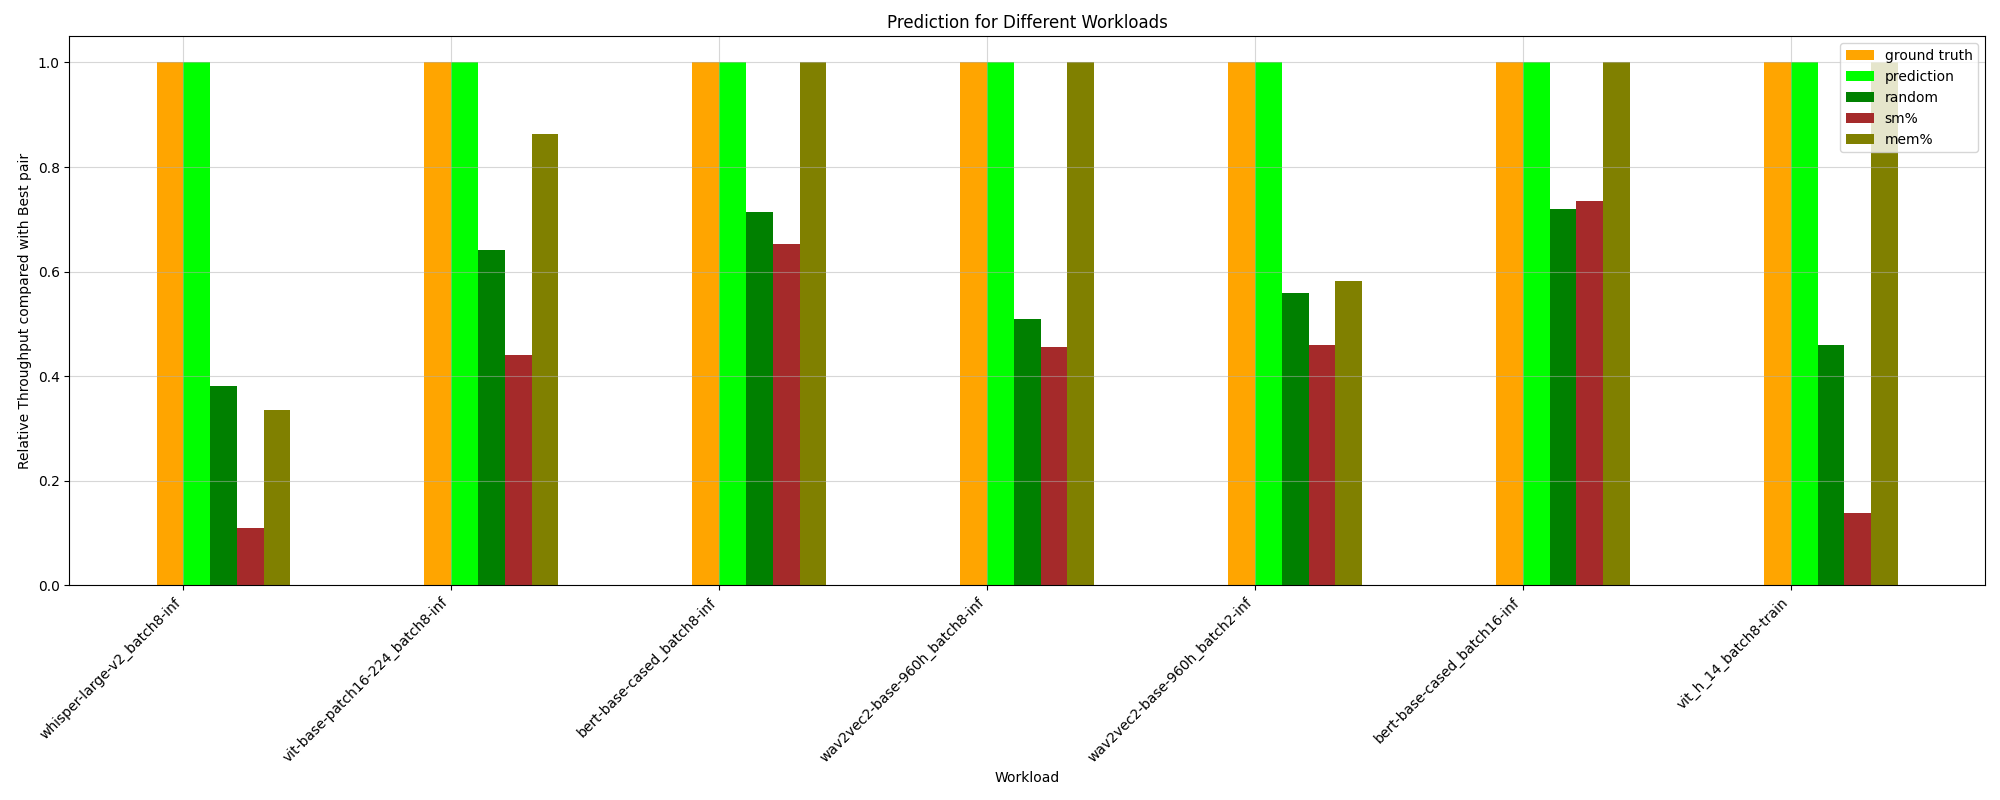 Prediction for Different Workloads
Relative Throughput compared with Best pair
1.0
0.8
0.6
0.4
0.2
0.0
ground truth
prediction
random
sm%
mem%
whisper-large-v2_batch8-inf
vit-base-patch16-224_batch8-inf
bert-base-cased_batch8-inf
wav2vec2-base-960h_batch8-inf
wav2vec2-base-960h_batch2-inf
bert-base-cased_batch16-inf
vit_h_14_batch8-train
Workload